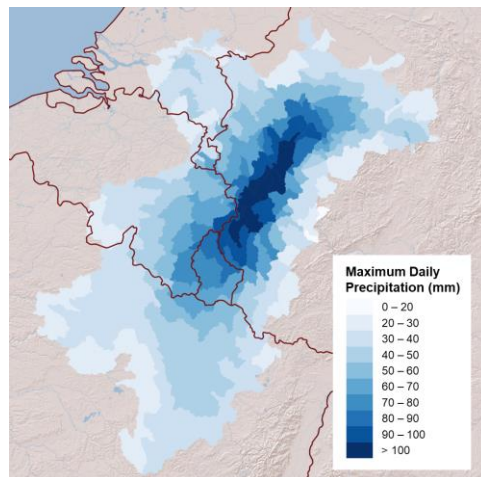 Maximum Daily
Precipitation (mm)
0 – 20
20 – 30
30 – 40
40 – 50
50 – 60
60 – 70
70 – 80
80 – 90
90 – 100
> 100